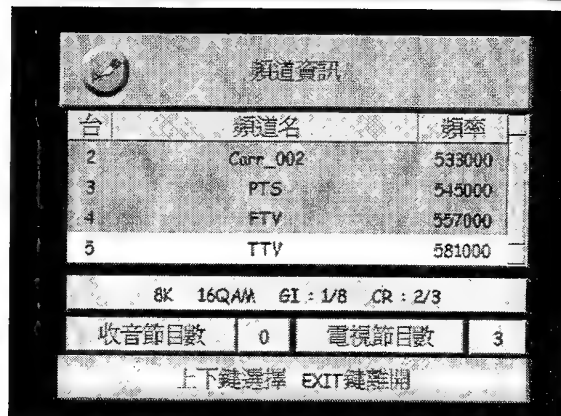 頻道資訊
台 頻道名 頻率
2 Carr_002 533000
3 PTS 545000
4 FTV 557000
5 TTV 581000
8K 16QAM GI : 1/8 CR : 2/3
收音節目數 0 電視節目數 3
上下鍵選擇 EXIT鍵離開